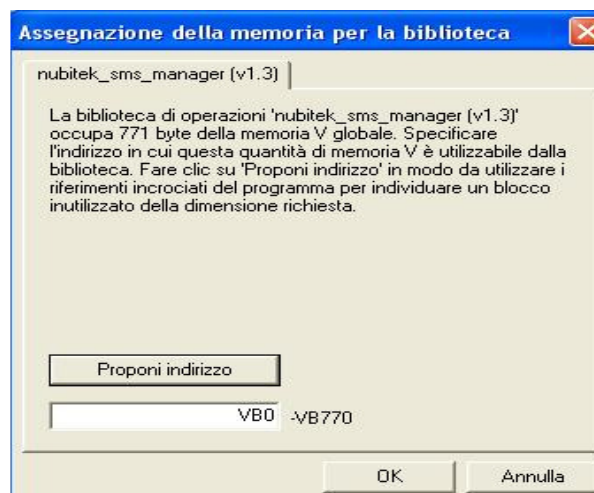 Assegnazione della memoria per la biblioteca
nubitek_sms_manager (v1.3)
La biblioteca di operazioni 'nubitek_sms_manager (v1.3)'
occupa 771 byte della memoria V globale. Specificare
l'indirizzo in cui questa quantità di memoria V è utilizzabile dalla
biblioteca. Fare clic su 'Proponi indirizzo' in modo da utilizzare i
riferimenti incrociati del programma per individuare un blocco
inutilizzato della dimensione richiesta.
Proponi indirizzo
VB0 -VB770
OK Annulla